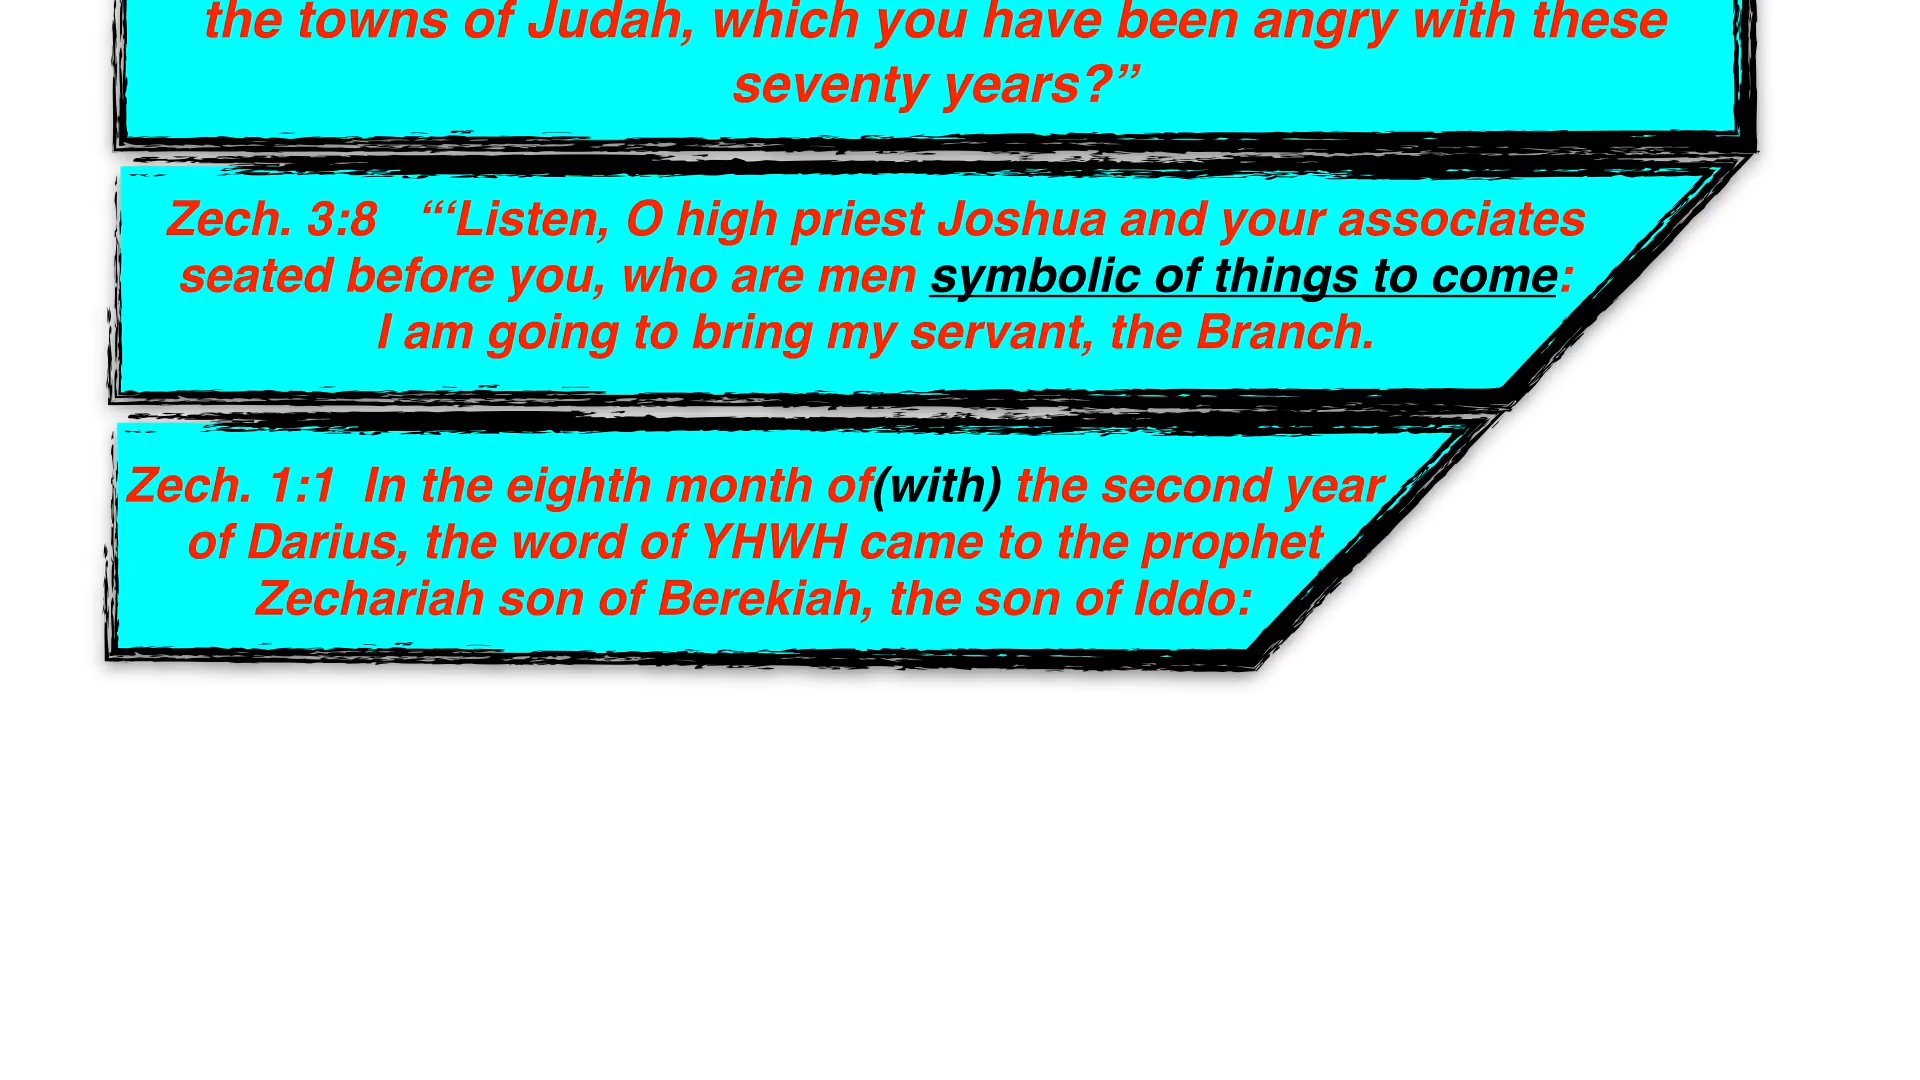 the towns of Judah, which you have been angry with these
seventy years?”
Zech. 3:8 “‘Listen, O high priest Joshua and your associates
seated before you, who are men symbolic of things to come:
I am going to bring my servant, the Branch.
Zech. 1:1 In the eighth month of(with) the second year
of Darius, the word of YHWH came to the prophet
Zechariah son of Berekiah, the son of Iddo: